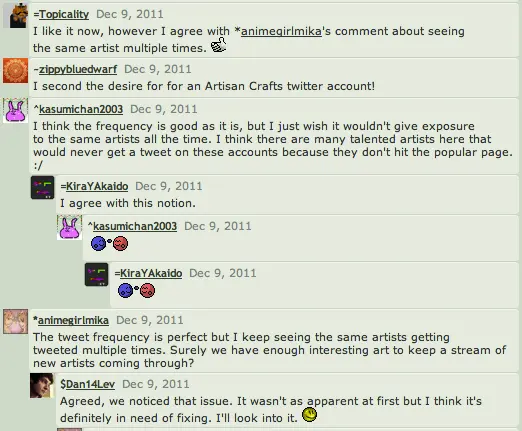 =Topicality Dec 9, 2011
I like it now, however I agree with *animegirlmika's comment about seeing
the same artist multiple times.
~zippybluedwarf Dec 9, 2011
I second the desire for for an Artisan Crafts twitter account!
^kasumichan2003 Dec 9, 2011
I think the frequency is good as it is, but I just wish it wouldn't give exposure
to the same artists all the time. I think there are many talented artists here that
would never get a tweet on these accounts because they don't hit the popular page.
:/
=KiraYAkaido Dec 9, 2011
I agree with this notion.
^kasumichan2003 Dec 9, 2011
=KiraYAkaido Dec 9, 2011
*animegirlmika Dec 9, 2011
The tweet frequency is perfect but I keep seeing the same artists getting
tweeted multiple times. Surely we have enough interesting art to keep a stream of
new artists coming through?
$Dan14Lev Dec 9, 2011
Agreed, we noticed that issue. It wasn't as apparent at first but I think it's
definitely in need of fixing. I'll look into it.